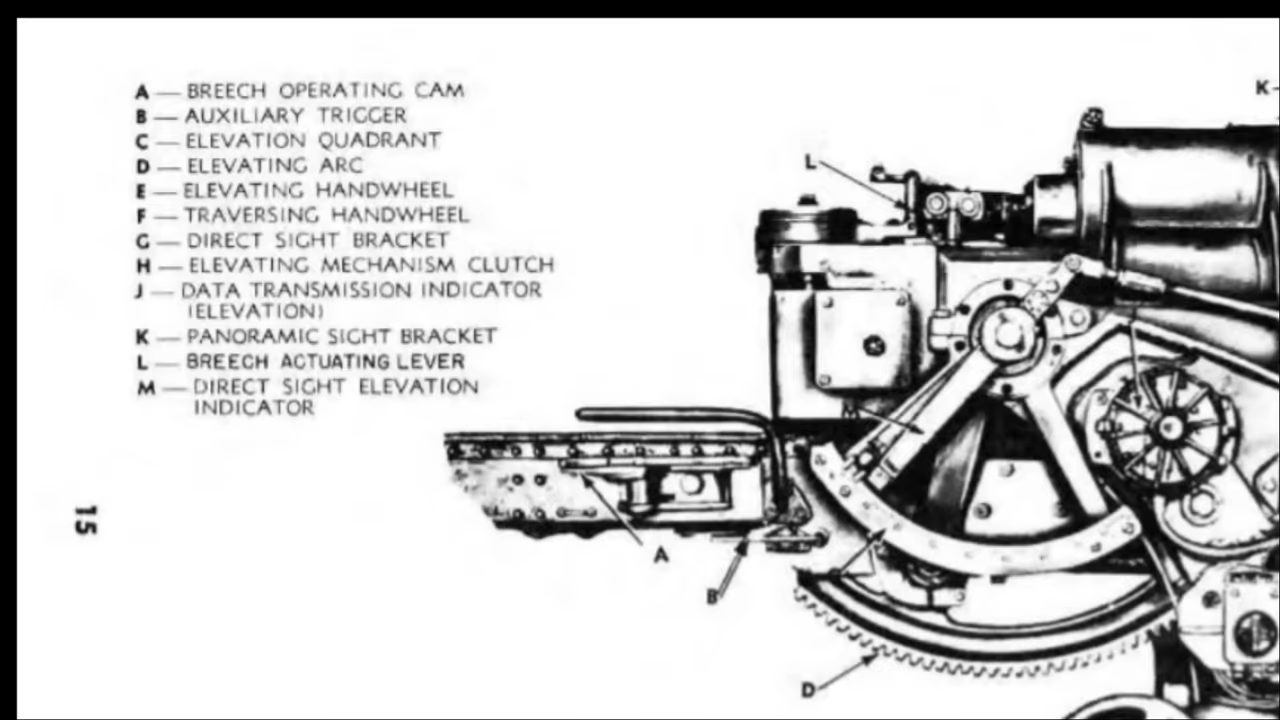 A — BREECH OPERATING CAM
B — AUXILIARY TRIGGER
C — ELEVATION QUADRANT
D — ELEVATING ARC
E — ELEVATING HANDWHEEL
F — TRAVERSING HANDWHEEL
G — DIRECT SIGHT BRACKET
H — ELEVATING MECHANISM CLUTCH
J — DATA TRANSMISSION INDICATOR
(ELEVATION)
K — PANORAMIC SIGHT BRACKET
L — BREECH ACTUATING LEVER
M — DIRECT SIGHT ELEVATION
INDICATOR
K
L
M
A
B
D
15